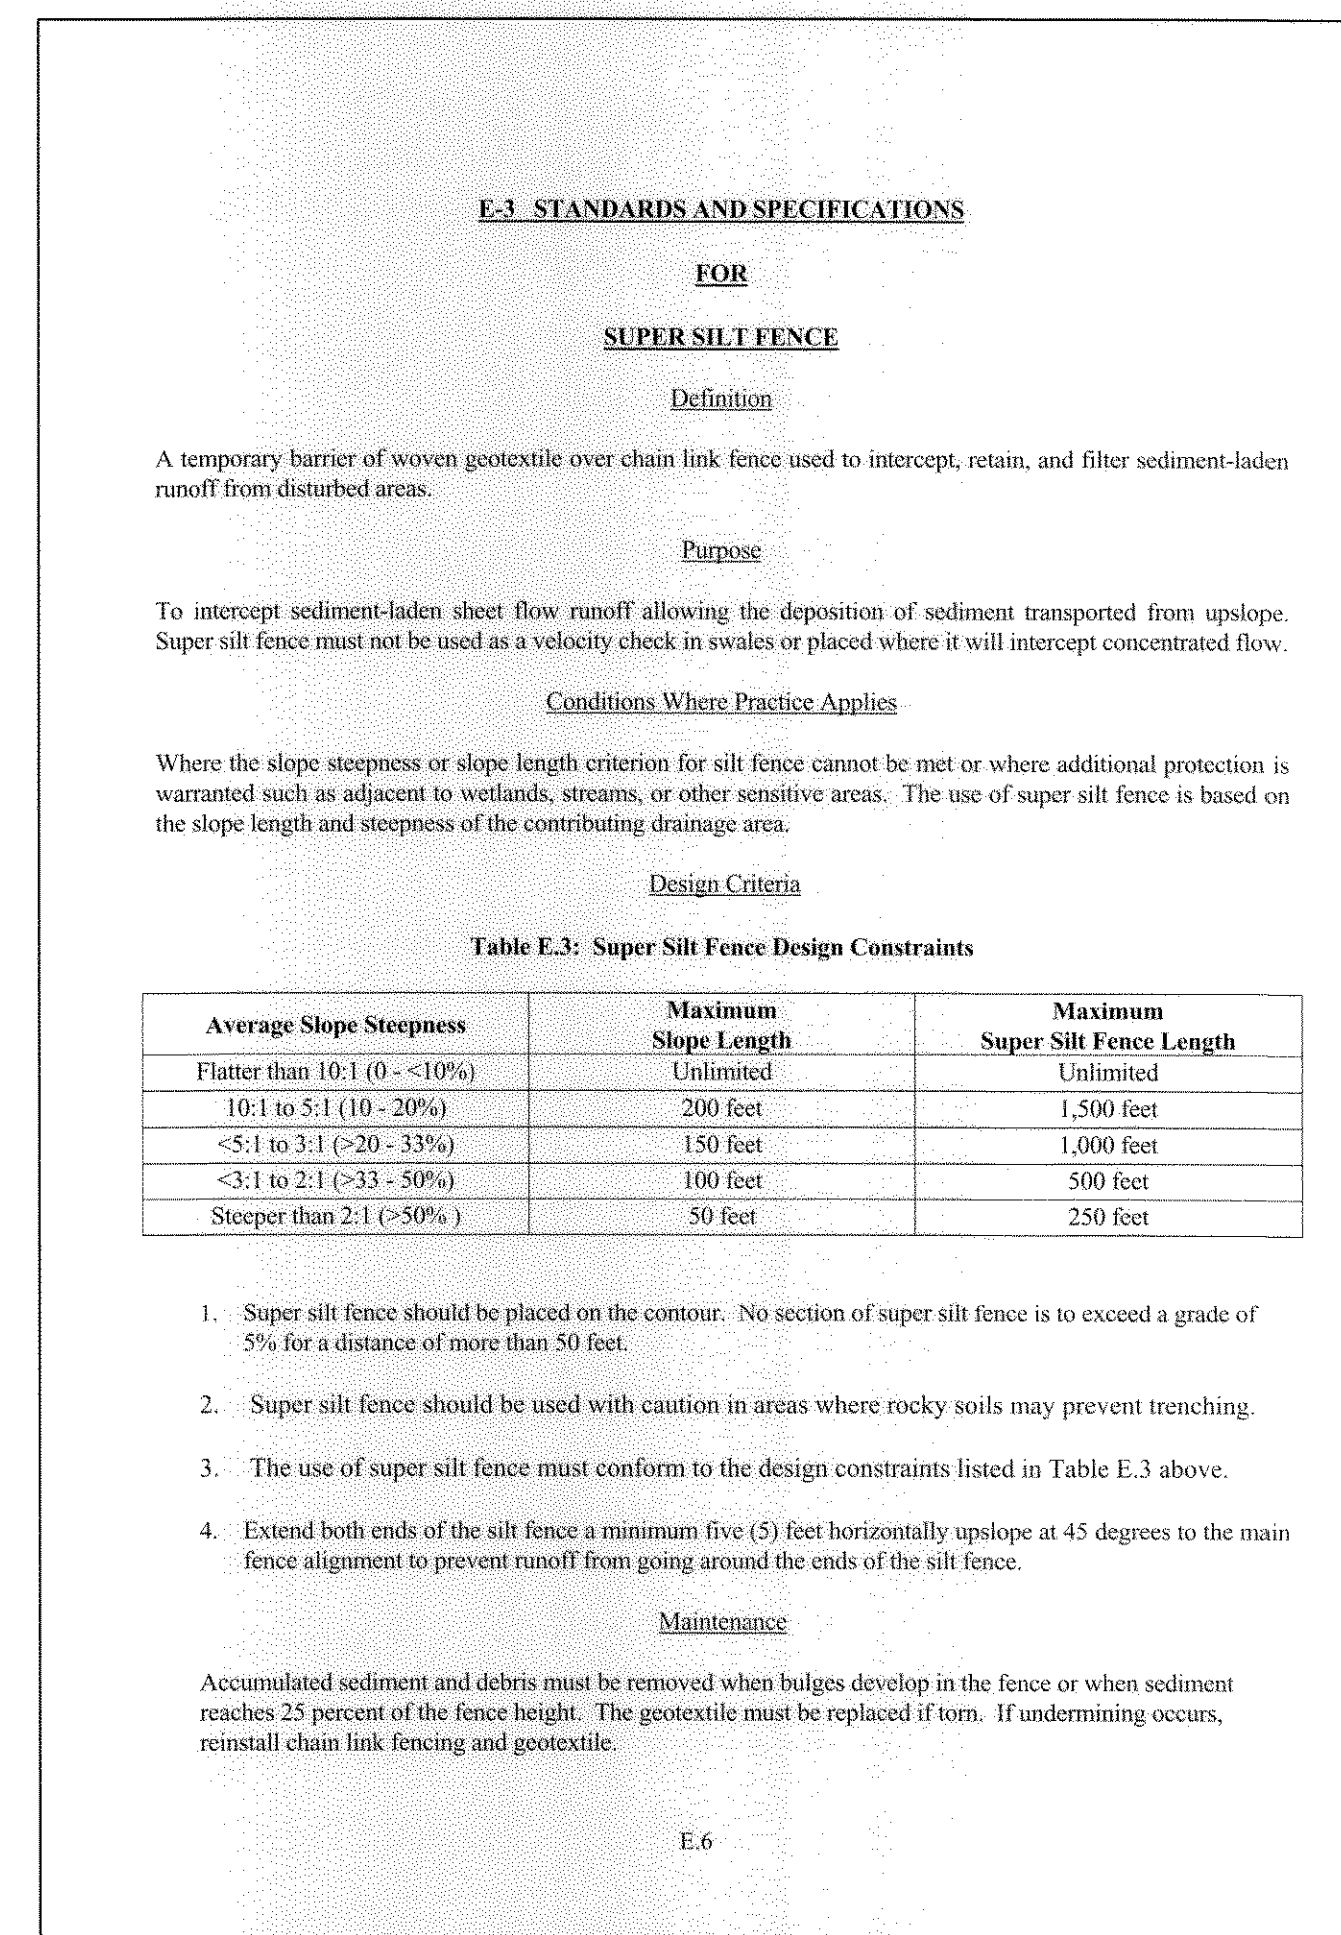 E-3 STANDARDS AND SPECIFICATIONS
FOR
SUPER SILT FENCE
Definition
A temporary barrier of woven geotextile over chain link fence used to intercept, retain, and filter sediment-laden
runoff from disturbed areas.
Purpose
To intercept sediment-laden sheet flow runoff allowing the deposition of sediment transported from upslope.
Super silt fence must not be used as a velocity check in swales or placed where it will intercept concentrated flow.
Conditions Where Practice Applies
Where the slope steepness or slope length criterion for silt fence cannot be met or where additional protection is
warranted such as adjacent to wetlands, streams, or other sensitive areas. The use of super silt fence is based on
the slope length and steepness of the contributing drainage area.
Design Criteria
Table E.3: Super Silt Fence Design Constraints
Average Slope Steepness Maximum Slope Length Maximum Super Silt Fence Length
Flatter than 10:1 (0 - <10%) Unlimited Unlimited
10:1 to 5:1 (10 - 20%) 200 feet 1,500 feet
<5:1 to 3:1 (>20 - 33%) 150 feet 1,000 feet
<3:1 to 2:1 (>33 - 50%) 100 feet 500 feet
Steeper than 2:1 (>50% ) 50 feet 250 feet
1. Super silt fence should be placed on the contour. No section of super silt fence is to exceed a grade of
5% for a distance of more than 50 feet.
2. Super silt fence should be used with caution in areas where rocky soils may prevent trenching.
3. The use of super silt fence must conform to the design constraints listed in Table E.3 above.
4. Extend both ends of the silt fence a minimum five (5) feet horizontally upslope at 45 degrees to the main
fence alignment to prevent runoff from going around the ends of the silt fence.
Maintenance
Accumulated sediment and debris must be removed when bulges develop in the fence or when sediment
reaches 25 percent of the fence height. The geotextile must be replaced if torn. If undermining occurs,
reinstall chain link fencing and geotextile.
E.6